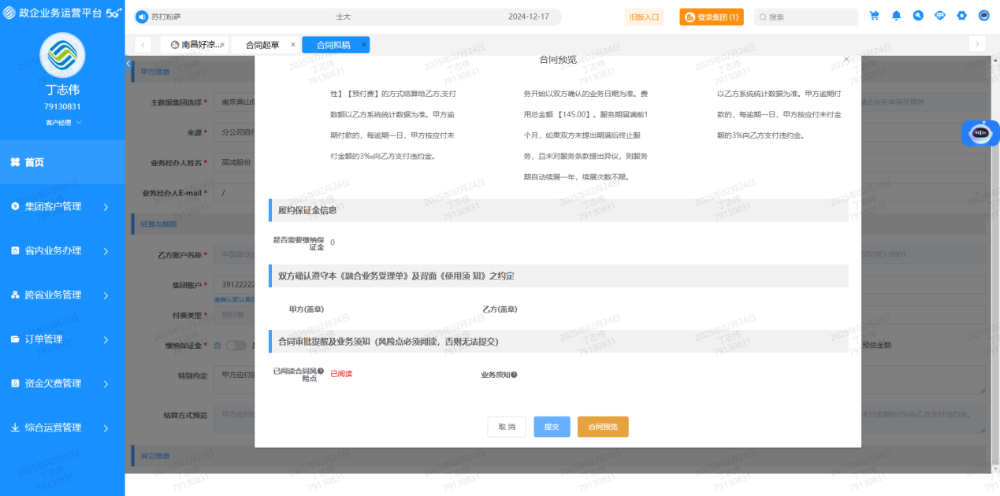 政企业务运营平台 5G
苏打粉萨 士大 2024-12-17 旧版入口 登录集团 (1) 搜索
丁志伟
79130831
客户经理
首页
集团客户管理
省内业务办理
跨省业务管理
订单管理
资金欠费管理
综合运营管理
南昌好凉...× 合同起草 × 合同拟稿 ×
甲方信息
主数据集团选择 *
来源 * 分公司自
业务经办人姓名 * 高鸿股份
业务经办人E-mail * /
结算与期限
乙方账户名称 * 中国移动 507083-8801
集团账户 * 39122222
请确认默认集团
付费类型 * 预付费
缴纳保证金 * 否 预估金额
特别约定 甲方应付的
结算方式预览 甲方应付的 未付金额的3%向乙方支付违约金。
其它信息
合同预览 ×
性】【预付费】的方式结算给乙方,支付
数额以乙方系统统计数据为准。甲方逾
期付款的，每逾期一日，甲方按应付未
付金额的3‰向乙方支付违约金。
务开始以双方确认的业务日期为准。费
用总金额 【145.00】。服务期届满前1
个月，如果双方未提出期满后终止服
务，且未对服务条款提出异议，则服务
期自动续展一年，续展次数不限。
以乙方系统统计数据为准。甲方逾期付
款的，每逾期一日，甲方按应付未付金
额的3%向乙方支付违约金。
履约保证金信息
是否需要缴纳保
证金 0
双方确认遵守本《融合业务受理单》及背面《使用须 知》之约定
甲方(盖章) 乙方(盖章)
合同审批提醒及业务须知（风险点必须阅读，否则无法提交）
已阅读合同风
险点 已阅读 业务须知
取 消 提交 合同预览
2025年02月24日
丁志伟
79130831